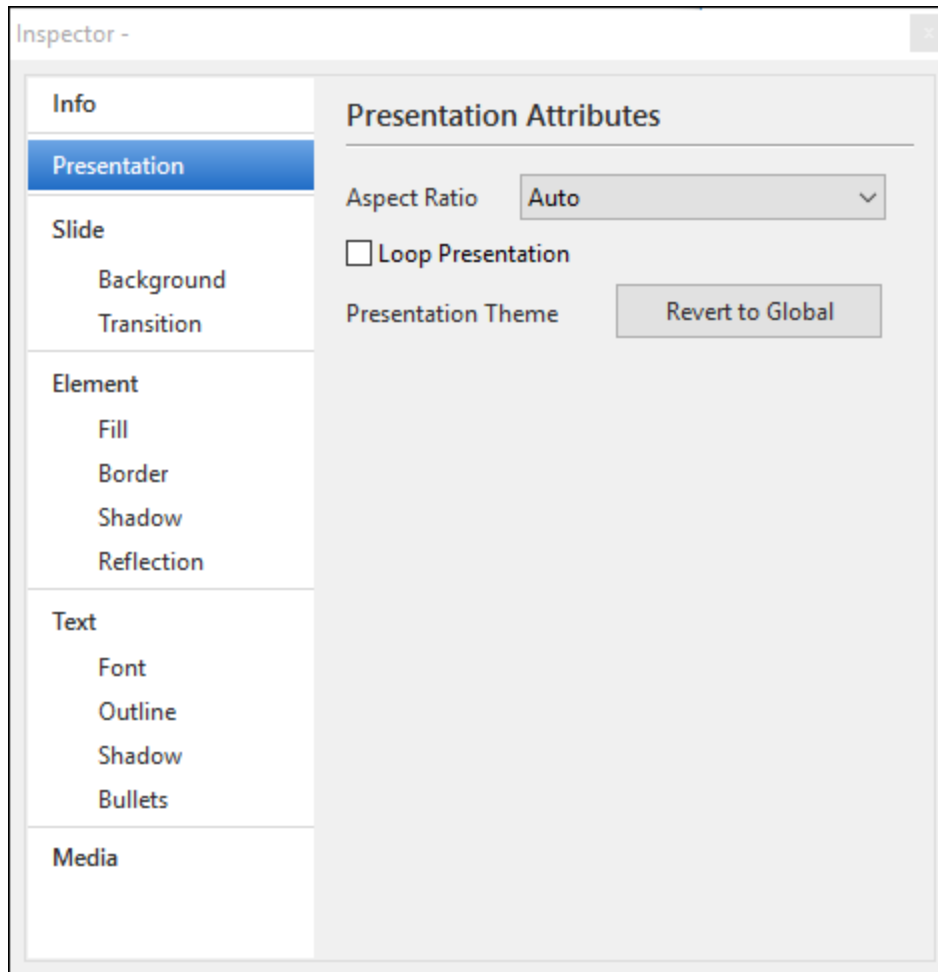 Inspector -
x
Info
Presentation
Slide
Background
Transition
Element
Fill
Border
Shadow
Reflection
Text
Font
Outline
Shadow
Bullets
Media
Presentation Attributes
Aspect Ratio Auto
Loop Presentation
Presentation Theme Revert to Global